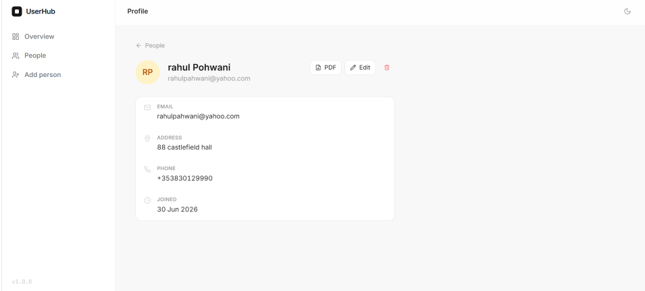 UserHub
Profile
Overview
People
Add person
People
RP
rahul Pohwani
rahulpahwani@yahoo.com
PDF
Edit
EMAIL
rahulpahwani@yahoo.com
ADDRESS
88 castlefield hall
PHONE
+353830129990
JOINED
30 Jun 2026
v1.0.0